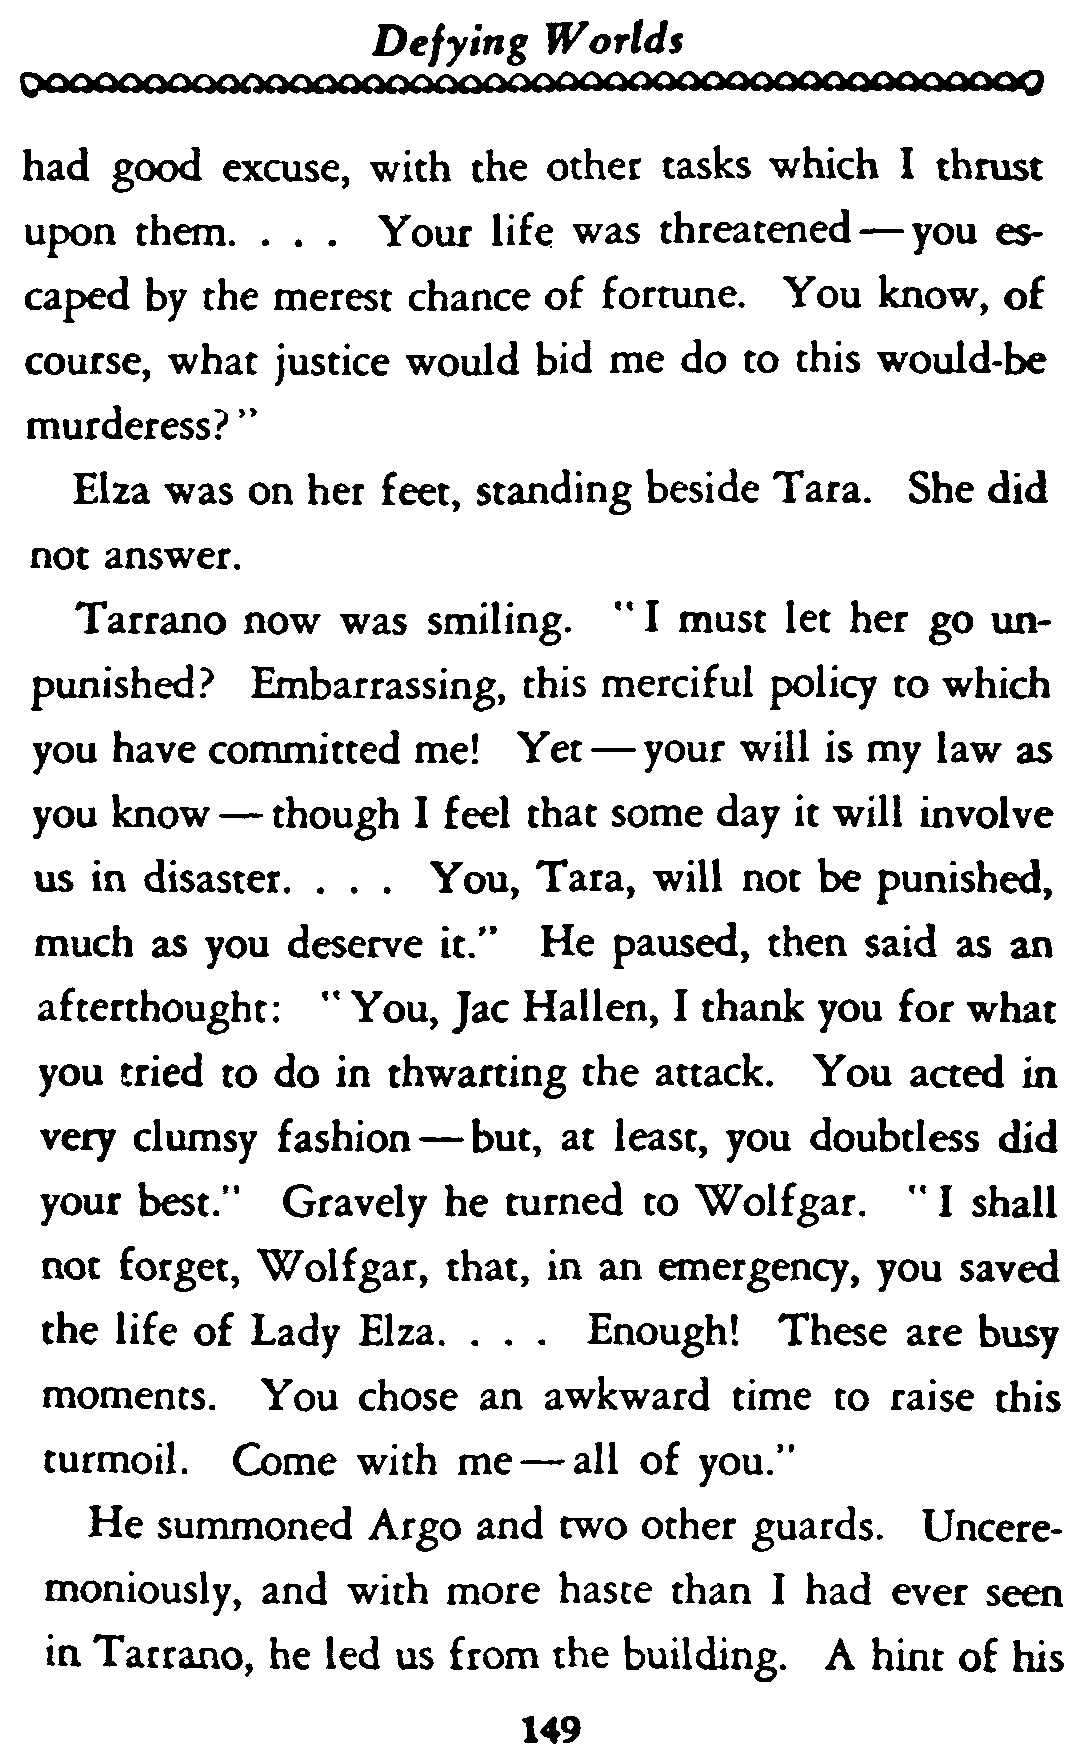 Defying Worlds
had good excuse, with the other tasks which I thrust
upon them. . . . Your life was threatened—you es-
caped by the merest chance of fortune. You know, of
course, what justice would bid me do to this would-be
murderess?"
Elza was on her feet, standing beside Tara. She did
not answer.
Tarrano now was smiling. "I must let her go un-
punished? Embarrassing, this merciful policy to which
you have committed me! Yet—your will is my law as
you know—though I feel that some day it will involve
us in disaster. . . . You, Tara, will not be punished,
much as you deserve it." He paused, then said as an
afterthought: "You, Jac Hallen, I thank you for what
you tried to do in thwarting the attack. You acted in
very clumsy fashion—but, at least, you doubtless did
your best." Gravely he turned to Wolfgar. "I shall
not forget, Wolfgar, that, in an emergency, you saved
the life of Lady Elza. . . . Enough! These are busy
moments. You chose an awkward time to raise this
turmoil. Come with me—all of you."
He summoned Argo and two other guards. Uncere-
moniously, and with more haste than I had ever seen
in Tarrano, he led us from the building. A hint of his
149